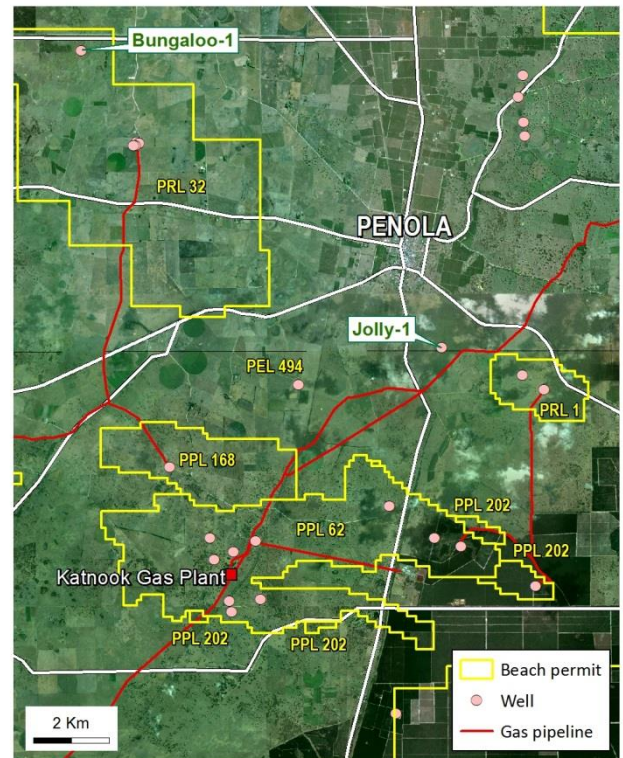 Bungaloo-1
PRL 32
PENOLA
Jolly-1
PEL 494
PRL 1
PPL 168
PPL 202
PPL 62
PPL 202
Katnook Gas Plant
PPL 202
PPL 202
2 Km
Beach permit
Well
Gas pipeline